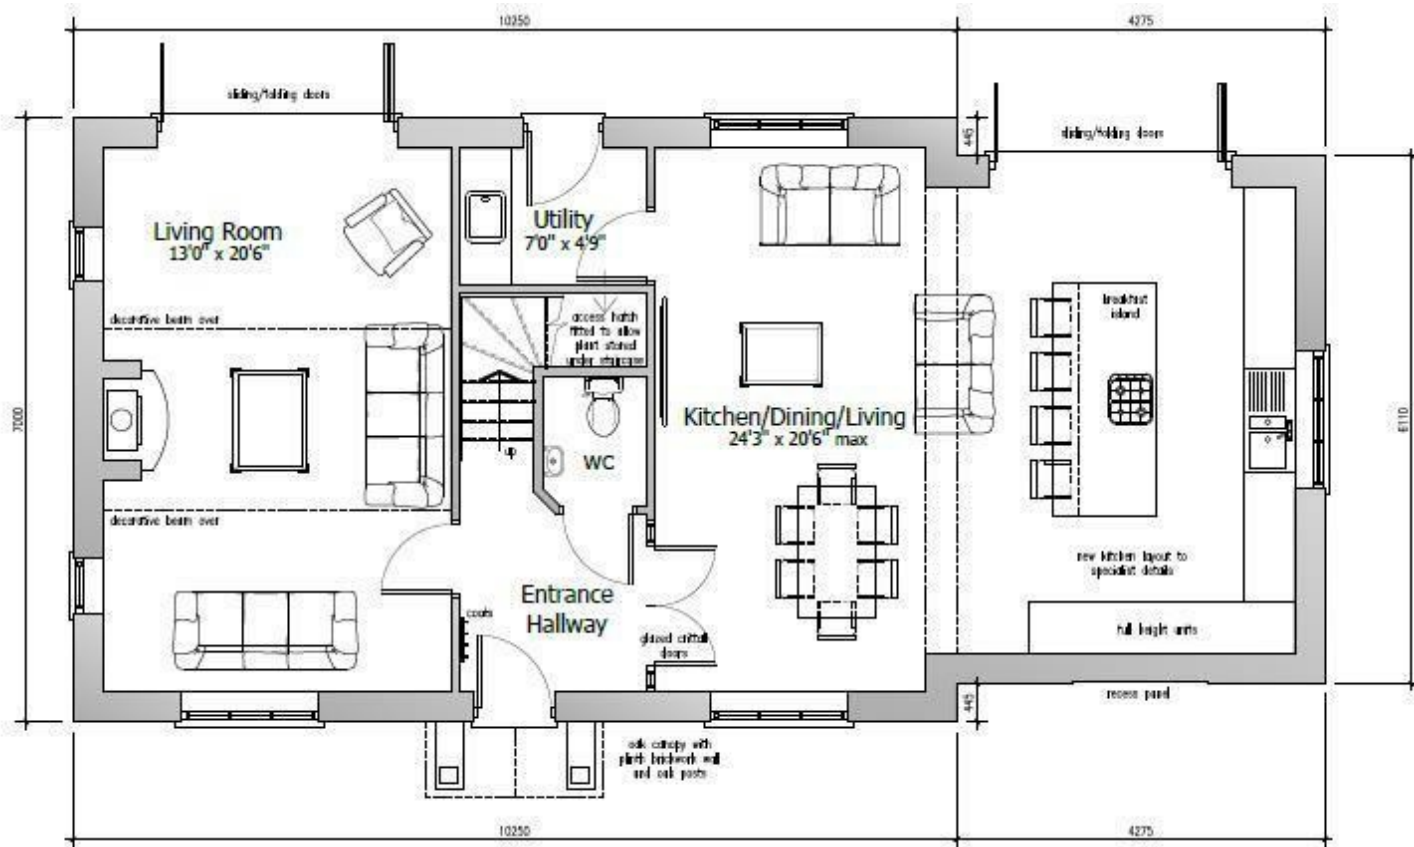 10250
4275
sliding/folding doors
sliding/folding doors
445
Living Room
13'0" x 20'6"
Utility
7'0" x 4'9"
decorative beam over
access hatch
fitted to allow
plant stored
under staircase
breakfast
island
7000
6110
Kitchen/Dining/Living
24'3" x 20'6" max
up
WC
decorative beam over
new kitchen layout to
specialist details
Entrance
Hallway
coats
glazed crittall
doors
full height units
445
recess panel
oak canopy with
plinth brickwork wall
and oak posts
10250
4275